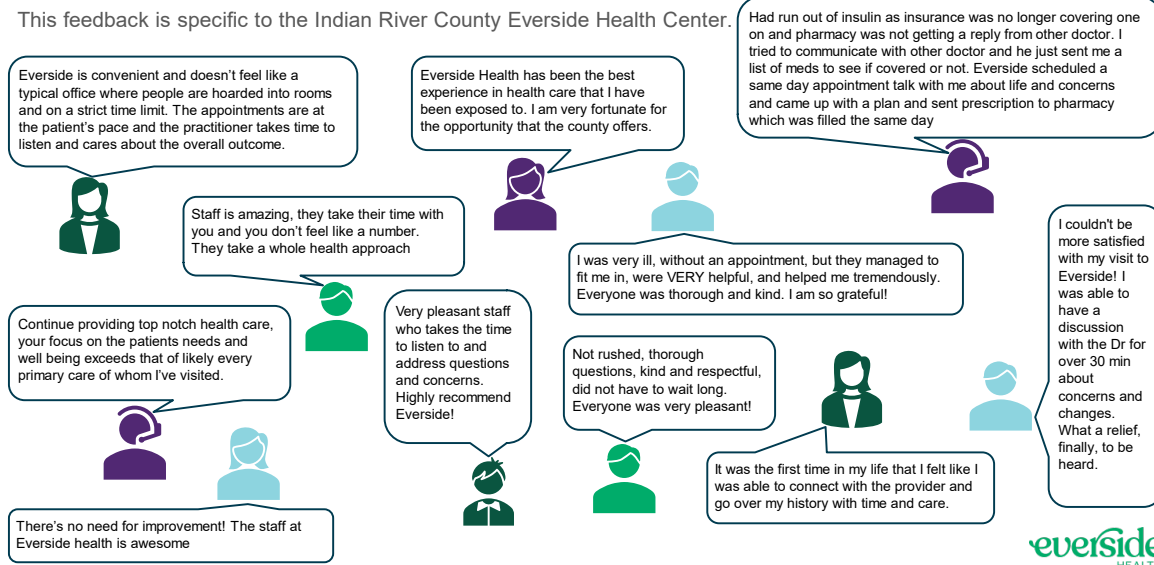 This feedback is specific to the Indian River County Everside Health Center.
Had run out of insulin as insurance was no longer covering one
on and pharmacy was not getting a reply from other doctor. I
tried to communicate with other doctor and he just sent me a
list of meds to see if covered or not. Everside scheduled a
same day appointment talk with me about life and concerns
and came up with a plan and sent prescription to pharmacy
which was filled the same day
Everside is convenient and doesn't feel like a
typical office where people are hoarded into rooms
and on a strict time limit. The appointments are at
the patient's pace and the practitioner takes time to
listen and cares about the overall outcome.
Everside Health has been the best
experience in health care that I have
been exposed to. I am very fortunate for
the opportunity that the county offers.
Staff is amazing, they take their time with
you and you don't feel like a number.
They take a whole health approach
I was very ill, without an appointment, but they managed to
fit me in, were VERY helpful, and helped me tremendously.
Everyone was thorough and kind. I am so grateful!
I couldn't be
more satisfied
with my visit to
Everside! I
was able to
have a
discussion
with the Dr for
over 30 min
about
concerns and
changes.
What a relief,
finally, to be
heard.
Continue providing top notch health care,
your focus on the patients needs and
well being exceeds that of likely every
primary care of whom I've visited.
Very pleasant staff
who takes the time
to listen to and
address questions
and concerns.
Highly recommend
Everside!
Not rushed, thorough
questions, kind and respectful,
did not have to wait long.
Everyone was very pleasant!
It was the first time in my life that I felt like I
was able to connect with the provider and
go over my history with time and care.
There's no need for improvement! The staff at
Everside health is awesome
everside
HEALTH